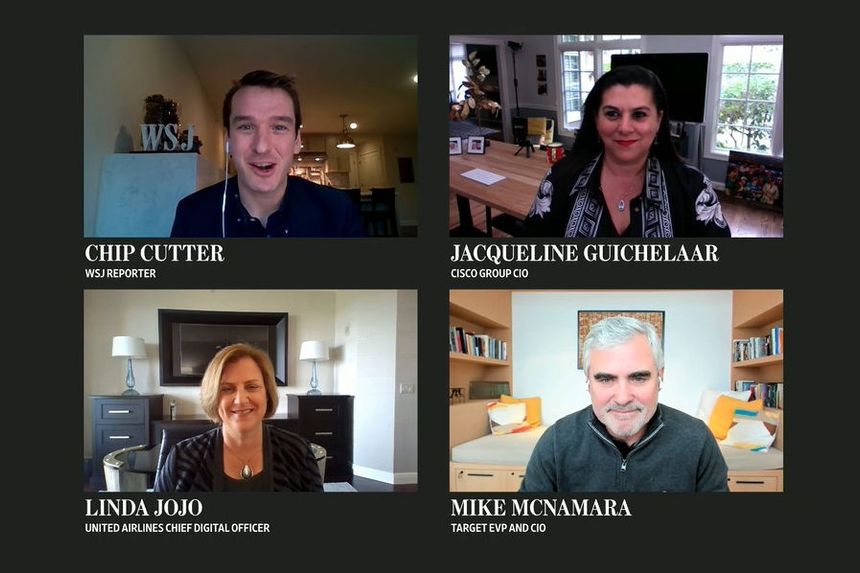 WSJ
CHIP CUTTER
WSJ REPORTER
JACQUELINE GUICHELAAR
CISCO GROUP CIO
LINDA JOJO
UNITED AIRLINES CHIEF DIGITAL OFFICER
MIKE MCNAMARA
TARGET EVP AND CIO